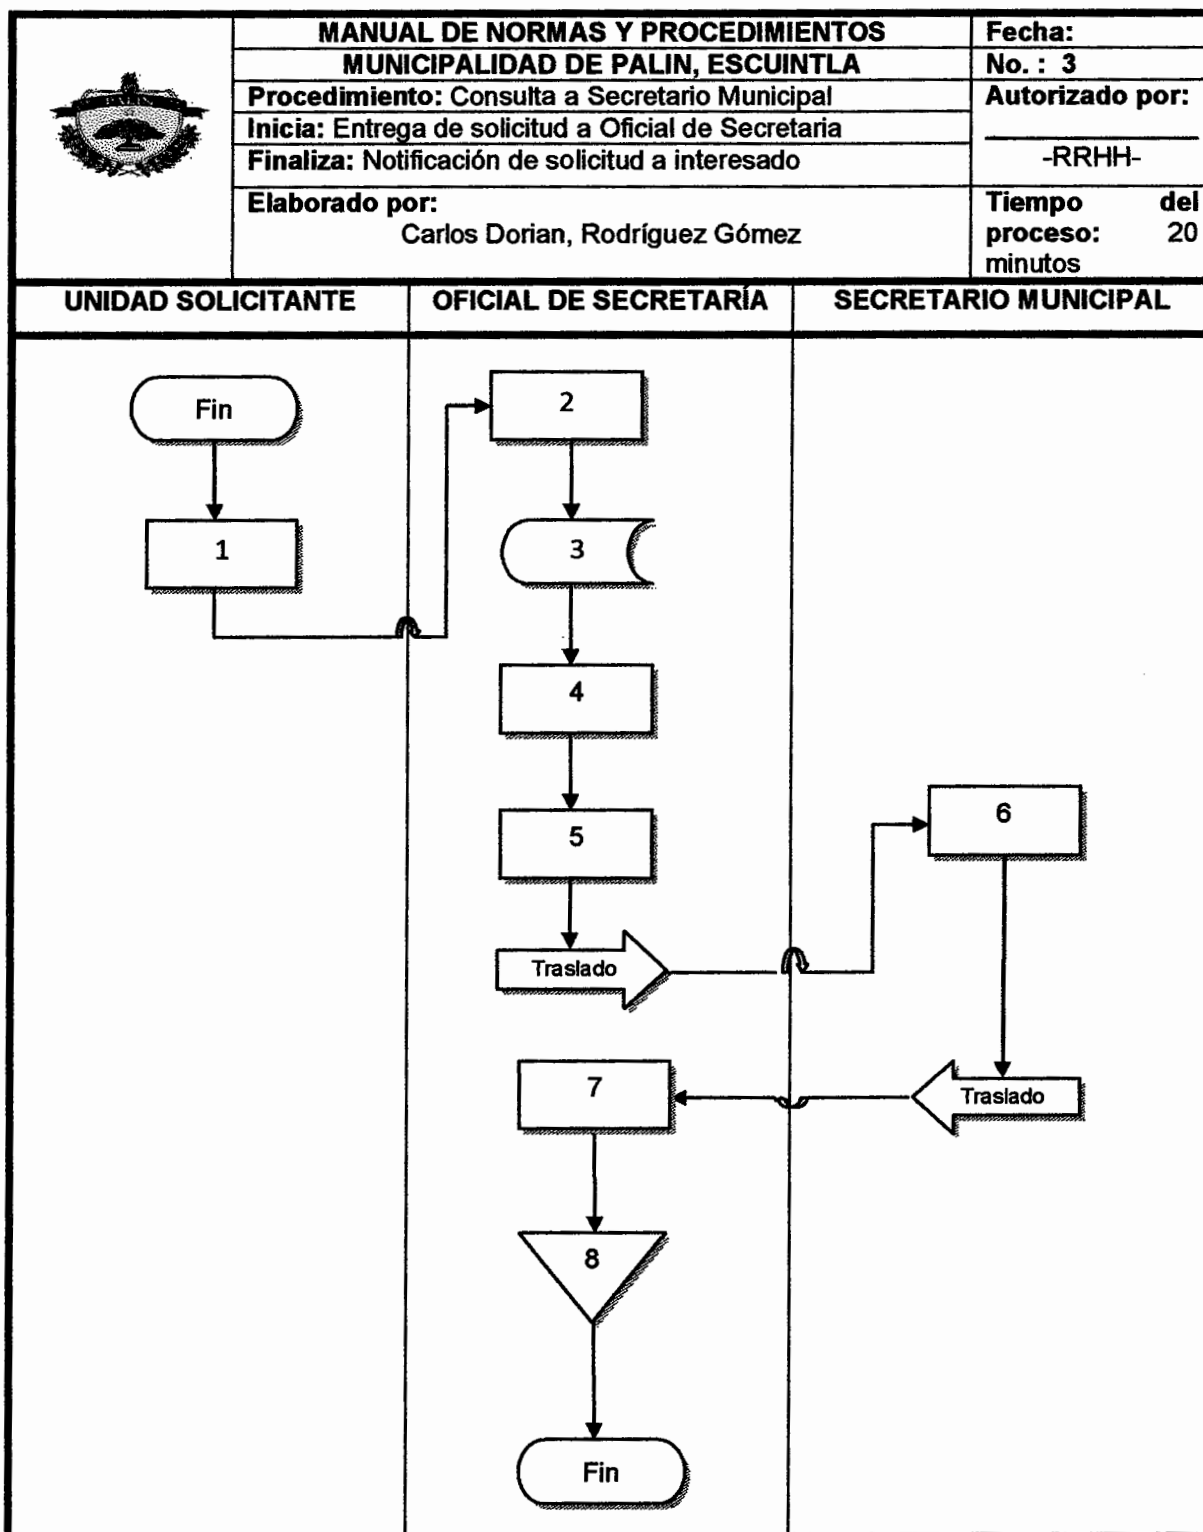 PALIN
MANUAL DE NORMAS Y PROCEDIMIENTOS
MUNICIPALIDAD DE PALIN, ESCUINTLA
Procedimiento: Consulta a Secretario Municipal
Inicia: Entrega de solicitud a Oficial de Secretaria
Finaliza: Notificación de solicitud a interesado
Elaborado por:
Carlos Dorian, Rodríguez Gómez
Fecha:
No. : 3
Autorizado por:
-RRHH-
Tiempo del
proceso: 20
minutos
UNIDAD SOLICITANTE
OFICIAL DE SECRETARÍA
SECRETARIO MUNICIPAL
Fin
1
2
3
4
5
Traslado
6
Traslado
7
8
Fin